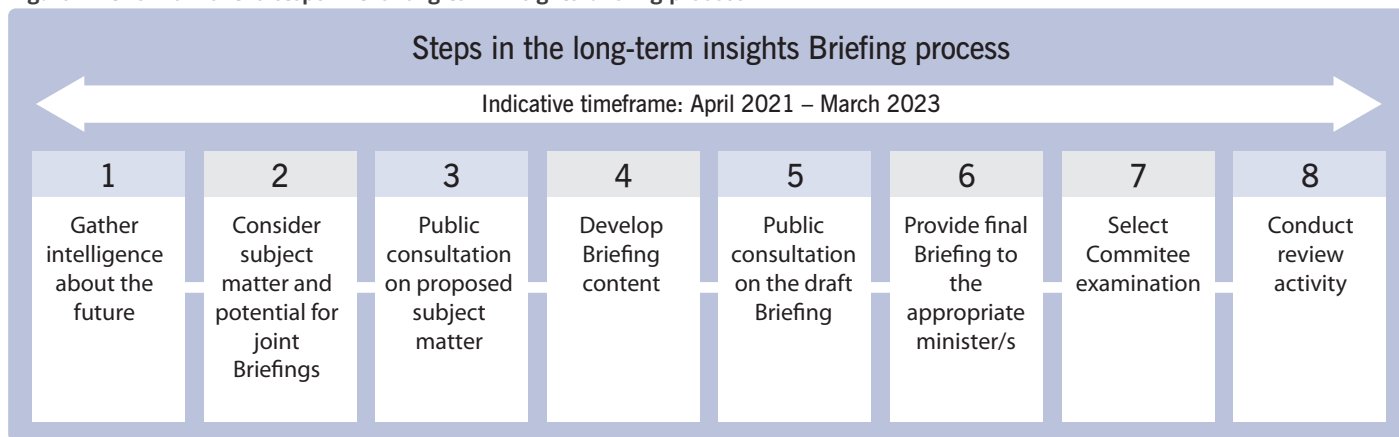 Steps in the long-term insights Briefing process
Indicative timeframe: April 2021 – March 2023
1
Gather
intelligence
about the
future
2
Consider
subject
matter and
potential for
joint
Briefings
3
Public
consultation
on proposed
subject
matter
4
Develop
Briefing
content
5
Public
consultation
on the draft
Briefing
6
Provide final
Briefing to
the
appropriate
minister/s
7
Select
Commitee
examination
8
Conduct
review
activity